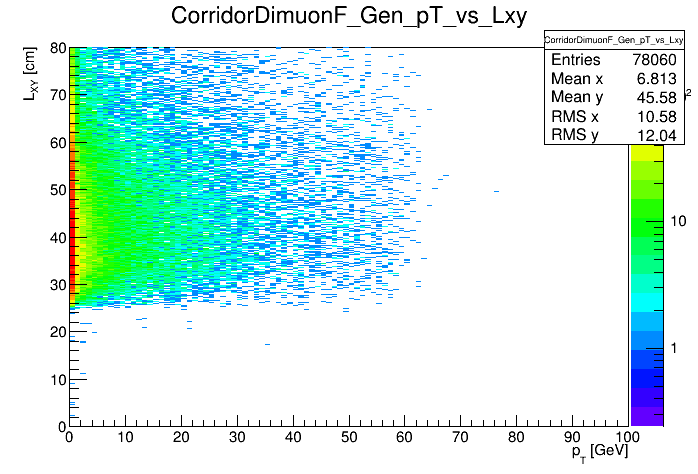 CorridorDimuonF_Gen_pT_vs_Lxy
CorridorDimuonF_Gen_pT_vs_Lxy
Entries 78060
Mean x 6.813
Mean y 45.58
RMS x 10.58
RMS y 12.04
L_XY [cm]
80
70
60
50
40
30
20
10
0
2
10
1
0 10 20 30 40 50 60 70 80 90 100
p_T [GeV]